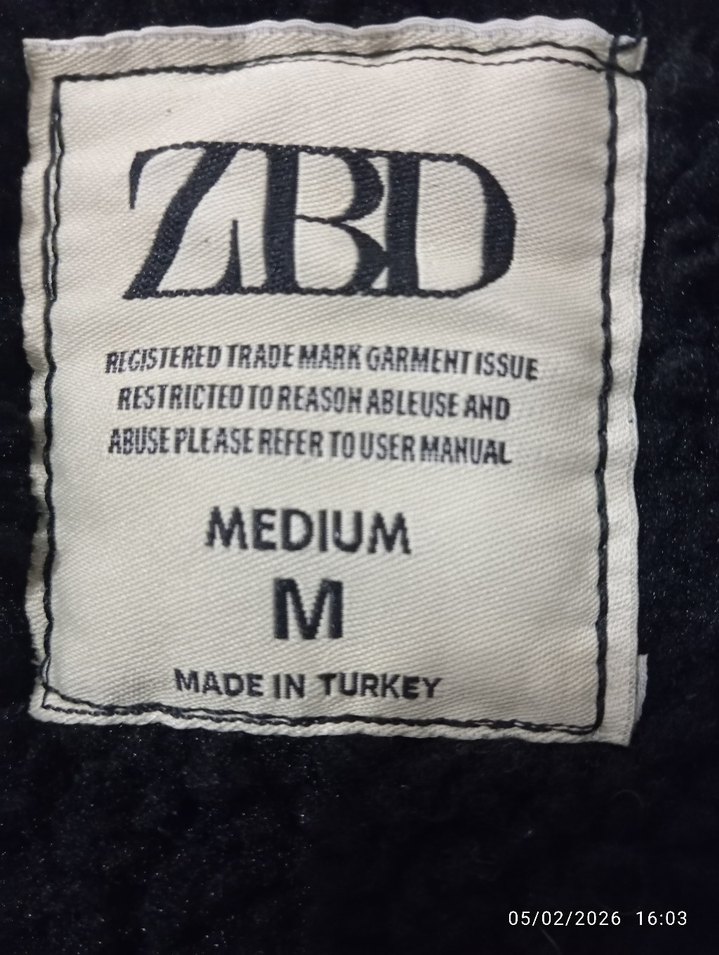 ZBD
REGISTERED TRADE MARK GARMENT ISSUE
RESTRICTED TO REASON ABLEUSE AND
ABUSE PLEASE REFER TO USER MANUAL
MEDIUM
M
MADE IN TURKEY
05/02/2026 16:03